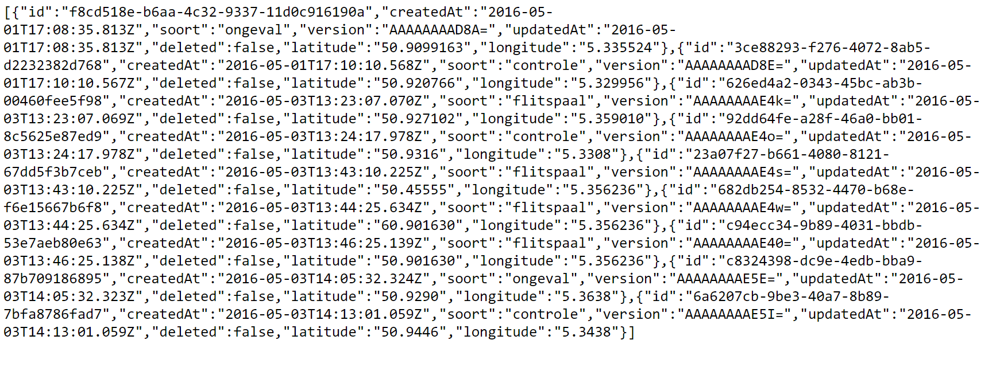 [{"id":"f8cd518e-b6aa-4c32-9337-11d0c916190a","createdAt":"2016-05-
01T17:08:35.813Z","soort":"ongeval","version":"AAAAAAAAD8A=","updatedAt":"2016-05-
01T17:08:35.813Z","deleted":false,"latitude":"50.9099163","longitude":"5.335524"},{"id":"3ce88293-f276-4072-8ab5-
d2232382d768","createdAt":"2016-05-01T17:10:10.568Z","soort":"controle","version":"AAAAAAAAD8E=","updatedAt":"2016-05-
01T17:10:10.567Z","deleted":false,"latitude":"50.920766","longitude":"5.329956"},{"id":"626ed4a2-0343-45bc-ab3b-
00460fee5f98","createdAt":"2016-05-03T13:23:07.070Z","soort":"flitspaal","version":"AAAAAAAAE4k=","updatedAt":"2016-05-
03T13:23:07.069Z","deleted":false,"latitude":"50.927102","longitude":"5.359010"},{"id":"92dd64fe-a28f-46a0-bb01-
8c5625e87ed9","createdAt":"2016-05-03T13:24:17.978Z","soort":"controle","version":"AAAAAAAAE4o=","updatedAt":"2016-05-
03T13:24:17.978Z","deleted":false,"latitude":"50.9316","longitude":"5.3308"},{"id":"23a07f27-b661-4080-8121-
67dd5f3b7ceb","createdAt":"2016-05-03T13:43:10.225Z","soort":"flitspaal","version":"AAAAAAAAE4s=","updatedAt":"2016-05-
03T13:43:10.225Z","deleted":false,"latitude":"50.45555","longitude":"5.356236"},{"id":"682db254-8532-4470-b68e-
f6e15667b6f8","createdAt":"2016-05-03T13:44:25.634Z","soort":"flitspaal","version":"AAAAAAAAE4w=","updatedAt":"2016-05-
03T13:44:25.634Z","deleted":false,"latitude":"60.901630","longitude":"5.356236"},{"id":"c94ecc34-9b89-4031-bbdb-
53e7aeb80e63","createdAt":"2016-05-03T13:46:25.139Z","soort":"flitspaal","version":"AAAAAAAAE40=","updatedAt":"2016-05-
03T13:46:25.138Z","deleted":false,"latitude":"50.901630","longitude":"5.356236"},{"id":"c8324398-dc9e-4edb-bba9-
87b709186895","createdAt":"2016-05-03T14:05:32.324Z","soort":"ongeval","version":"AAAAAAAAE5E=","updatedAt":"2016-05-
03T14:05:32.323Z","deleted":false,"latitude":"50.9290","longitude":"5.3638"},{"id":"6a6207cb-9be3-40a7-8b89-
7bfa8786fad7","createdAt":"2016-05-03T14:13:01.059Z","soort":"controle","version":"AAAAAAAAE5I=","updatedAt":"2016-05-
03T14:13:01.059Z","deleted":false,"latitude":"50.9446","longitude":"5.3438"}]